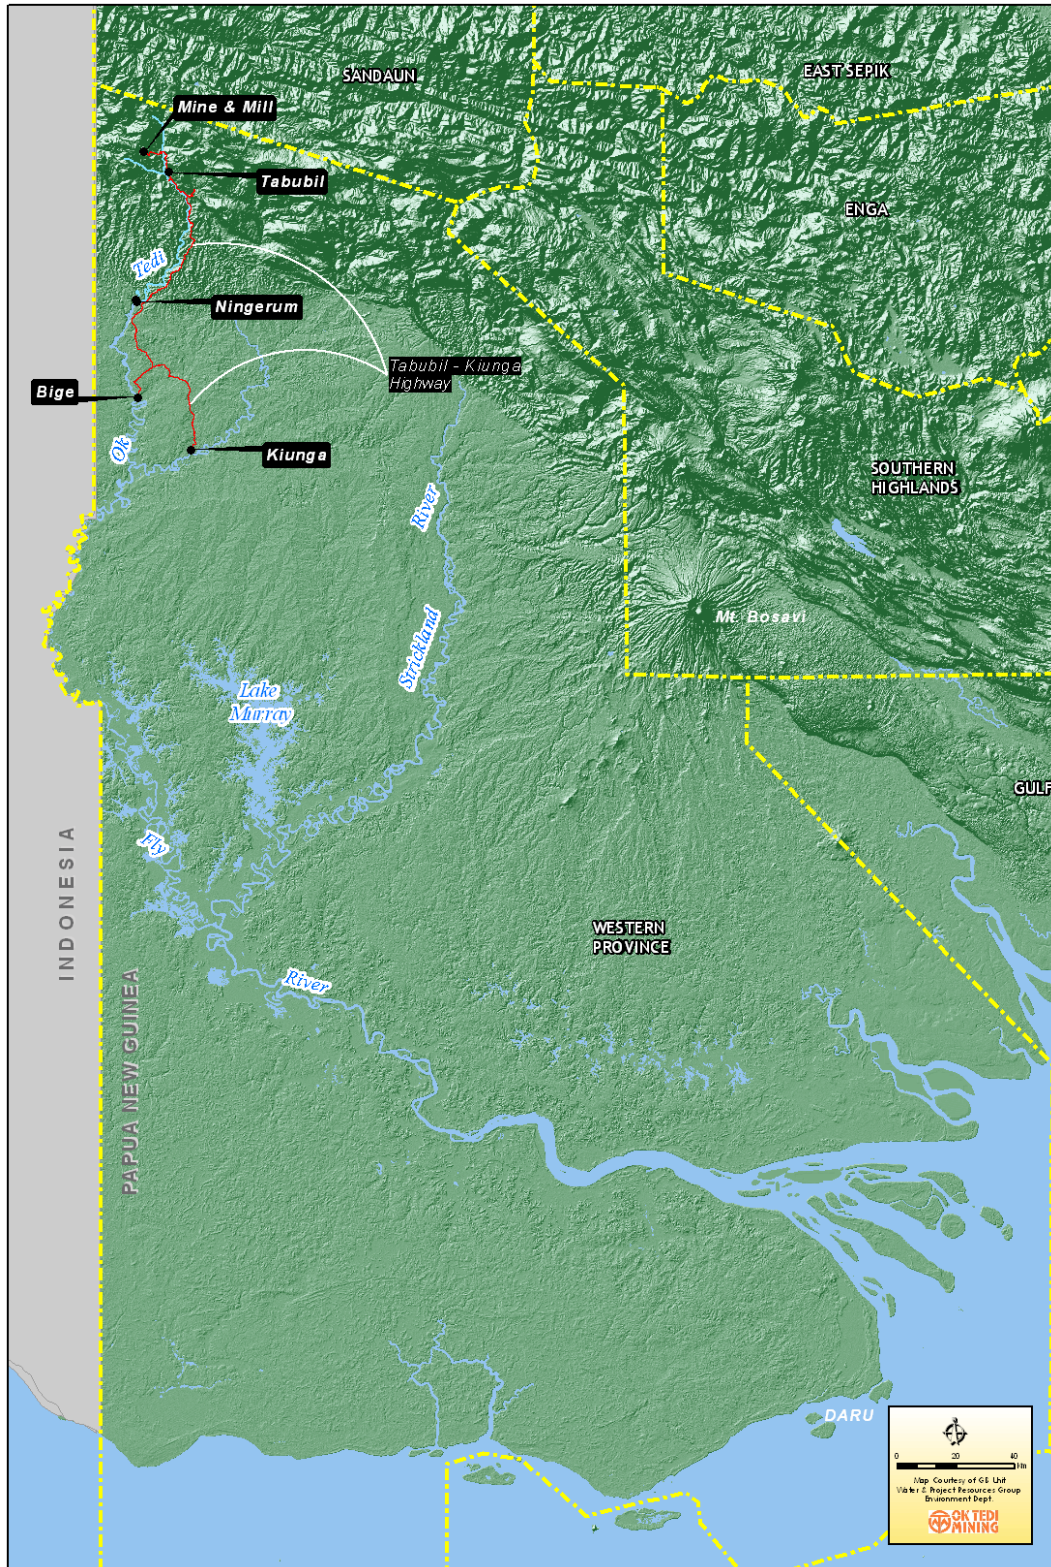 SANDAUN
EAST SEPIK
Mine & Mill
Tabubil
ENGA
Tedi
Ningerum
Tabubil - Kiunga
Highway
Bige
Ok
Kiunga
SOUTHERN
HIGHLANDS
River
Mt. Bosavi
Strickland
Lake
Murray
GULF
Fly
INDONESIA
WESTERN
PROVINCE
River
PAPUA NEW GUINEA
DARU
0 20 40
Km
Map Courtesy of GIS Unit
Water & Project Resources Group
Environment Dept.
OK TEDI
MINING